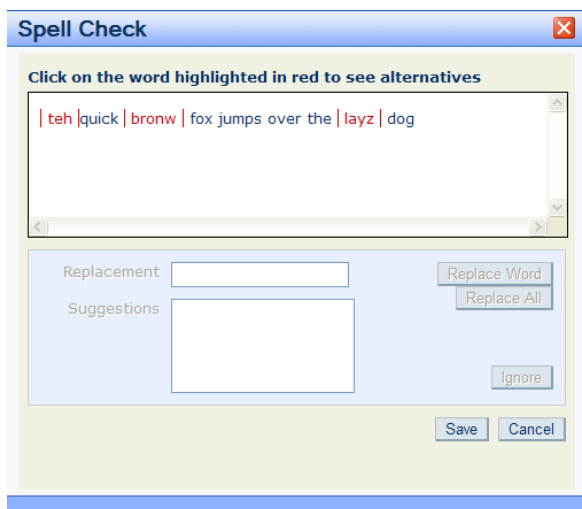 Spell Check
Click on the word highlighted in red to see alternatives
| teh |quick | bronw | fox jumps over the | layz | dog
Replacement
Replace Word
Replace All
Suggestions
Ignore
Save Cancel